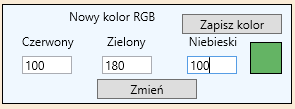 Nowy kolor RGB
Zapisz kolor
Czerwony Zielony Niebieski
100 180 100
Zmień